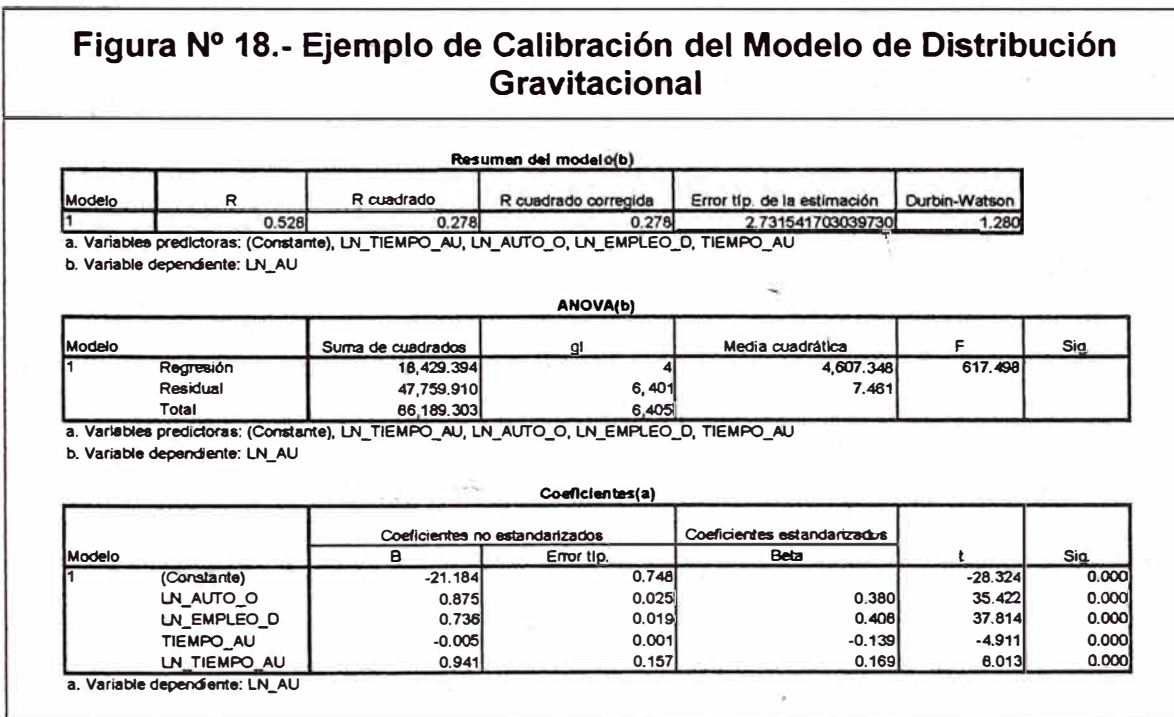 Figura Nº 18.- Ejemplo de Calibración del Modelo de Distribución
Gravitacional
Resumen del modelo(b)
Modelo R R cuadrado R cuadrado corregida Error típ. de la estimación Durbin-Watson
1 0.528 0.278 0.278 2.731541703039730 1.280
a. Variables predictoras: (Constante), LN_TIEMPO_AU, LN_AUTO_O, LN_EMPLEO_D, TIEMPO_AU
b. Variable dependiente: LN_AU
ANOVA(b)
Modelo Suma de cuadrados gl Media cuadrática F Sig.
1 Regresión 18,429.394 4 4,607.348 617.498
Residual 47,759.910 6,401 7.461
Total 66,189.303 6,405
a. Variables predictoras: (Constante), LN_TIEMPO_AU, LN_AUTO_O, LN_EMPLEO_D, TIEMPO_AU
b. Variable dependiente: LN_AU
Coeficientes(a)
Coeficientes no estandarizados Coeficientes estandarizados
Modelo B Error típ. Beta t Sig.
1 (Constante) -21.184 0.748 -28.324 0.000
LN_AUTO_O 0.875 0.025 0.380 35.422 0.000
LN_EMPLEO_D 0.736 0.019 0.406 37.814 0.000
TIEMPO_AU -0.005 0.001 -0.139 -4.911 0.000
LN_TIEMPO_AU 0.941 0.157 0.169 6.013 0.000
a. Variable dependiente: LN_AU